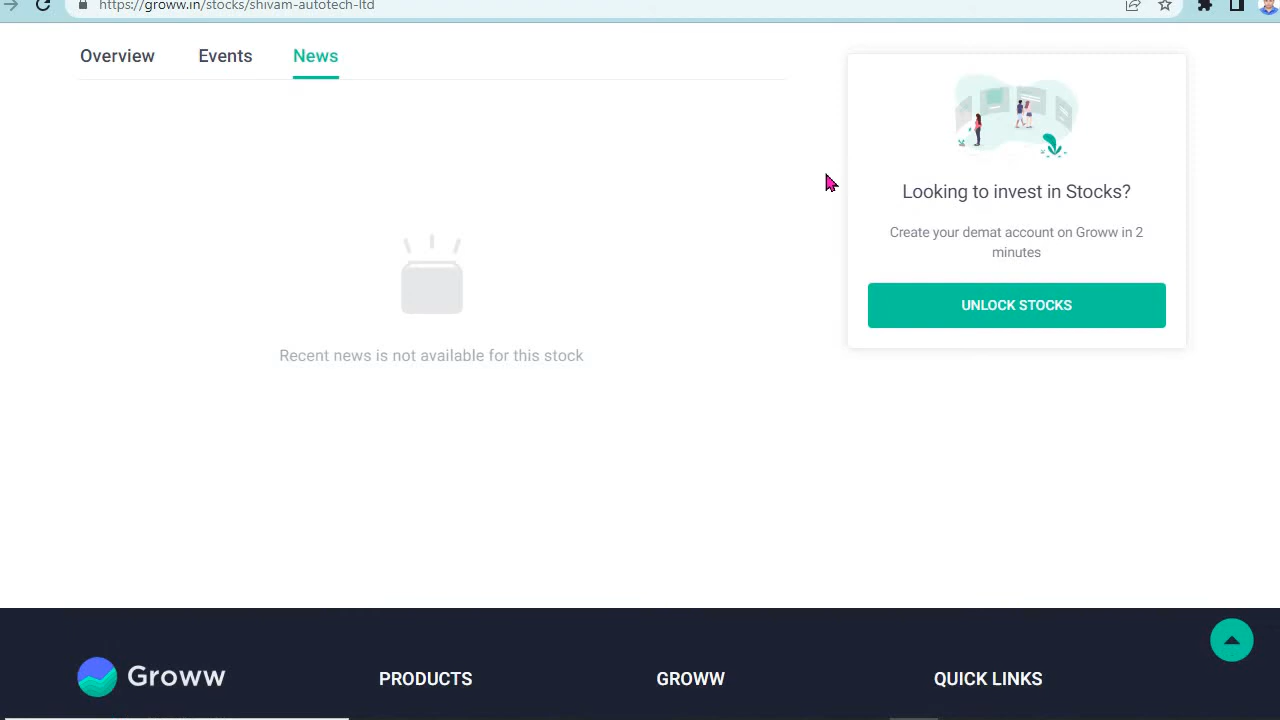 https://groww.in/stocks/shivam-autotech-ltd
Overview Events News
Looking to invest in Stocks?
Create your demat account on Groww in 2
minutes
UNLOCK STOCKS
Recent news is not available for this stock
Groww PRODUCTS GROWW QUICK LINKS